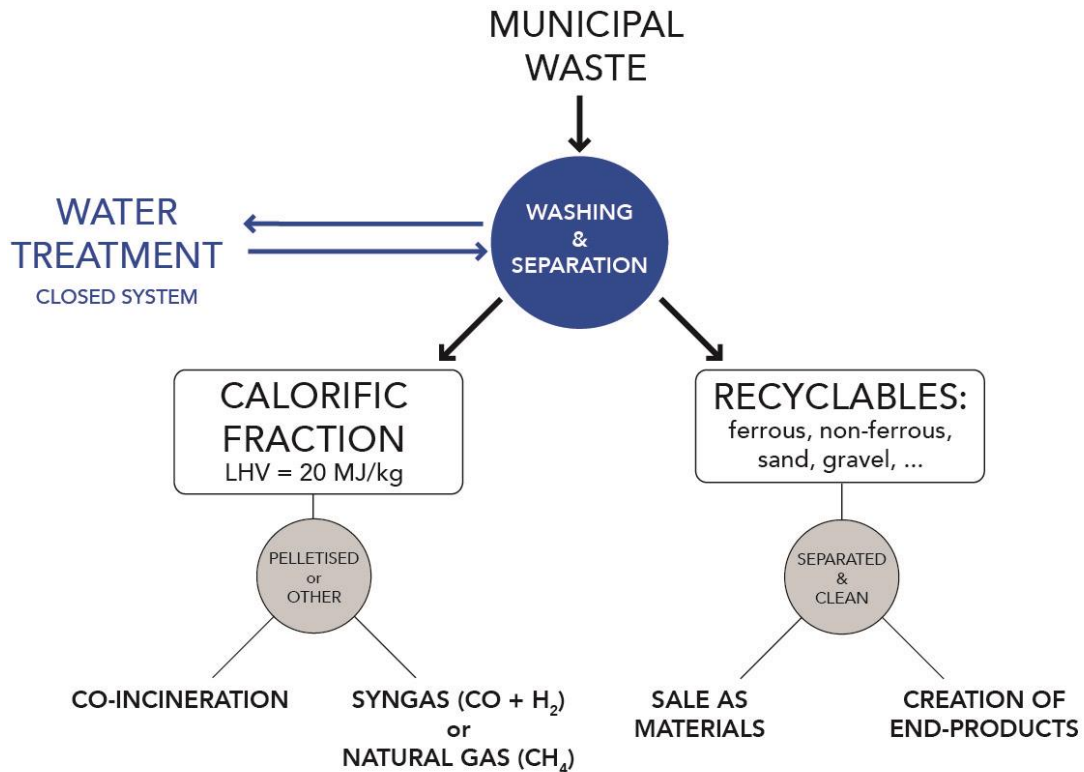 MUNICIPAL
WASTE
WASHING
&
SEPARATION
WATER
TREATMENT
CLOSED SYSTEM
CALORIFIC
FRACTION
LHV = 20 MJ/kg
RECYCLABLES:
ferrous, non-ferrous,
sand, gravel, ...
PELLETISED
or
OTHER
SEPARATED
&
CLEAN
CO-INCINERATION
SYNGAS (CO + H₂)
or
NATURAL GAS (CH₄)
SALE AS
MATERIALS
CREATION OF
END-PRODUCTS